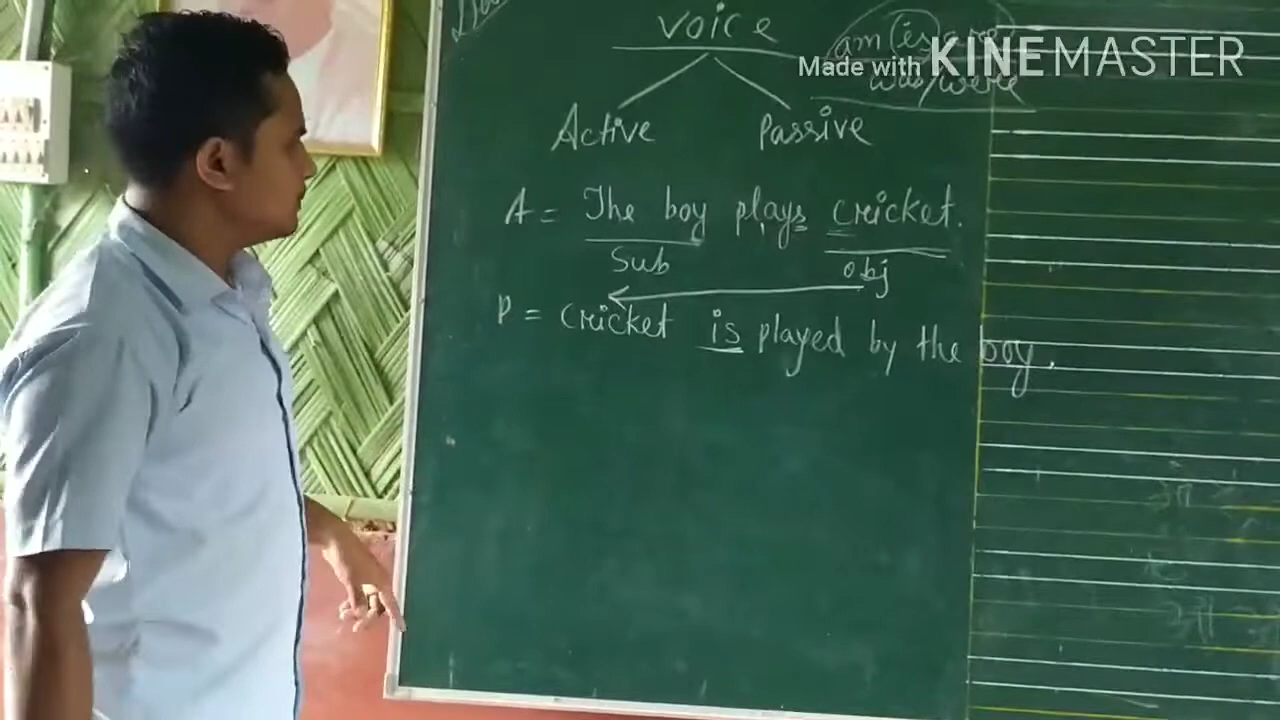 voice
am is are
was/were
Made with KINEMASTER
Active Passive
A = The boy plays cricket.
Sub obj
P = cricket is played by the boy.